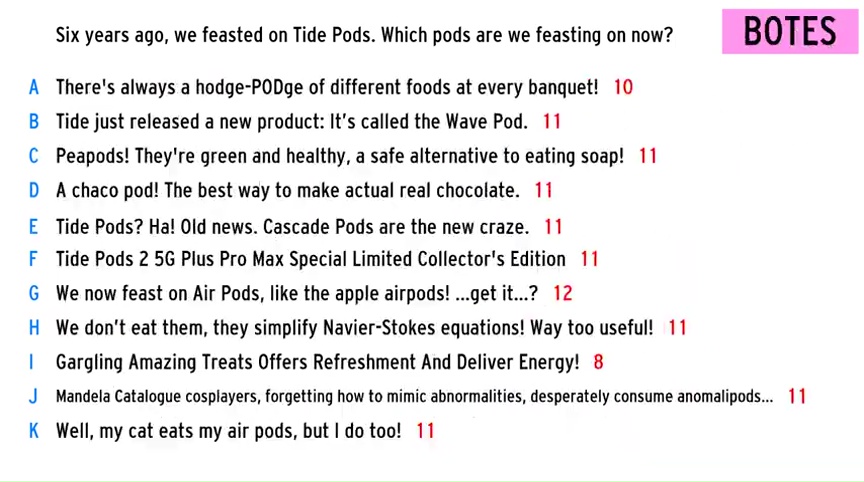 Six years ago, we feasted on Tide Pods. Which pods are we feasting on now?
BOTES
A There's always a hodge-PODge of different foods at every banquet! 10
B Tide just released a new product: It's called the Wave Pod. 11
C Peapods! They're green and healthy, a safe alternative to eating soap! 11
D A chaco pod! The best way to make actual real chocolate. 11
E Tide Pods? Ha! Old news. Cascade Pods are the new craze. 11
F Tide Pods 2 5G Plus Pro Max Special Limited Collector's Edition 11
G We now feast on Air Pods, like the apple airpods! ...get it...? 12
H We don't eat them, they simplify Navier-Stokes equations! Way too useful! 11
I Gargling Amazing Treats Offers Refreshment And Deliver Energy! 8
J Mandela Catalogue cosplayers, forgetting how to mimic abnormalities, desperately consume anomalipods... 11
K Well, my cat eats my air pods, but I do too! 11